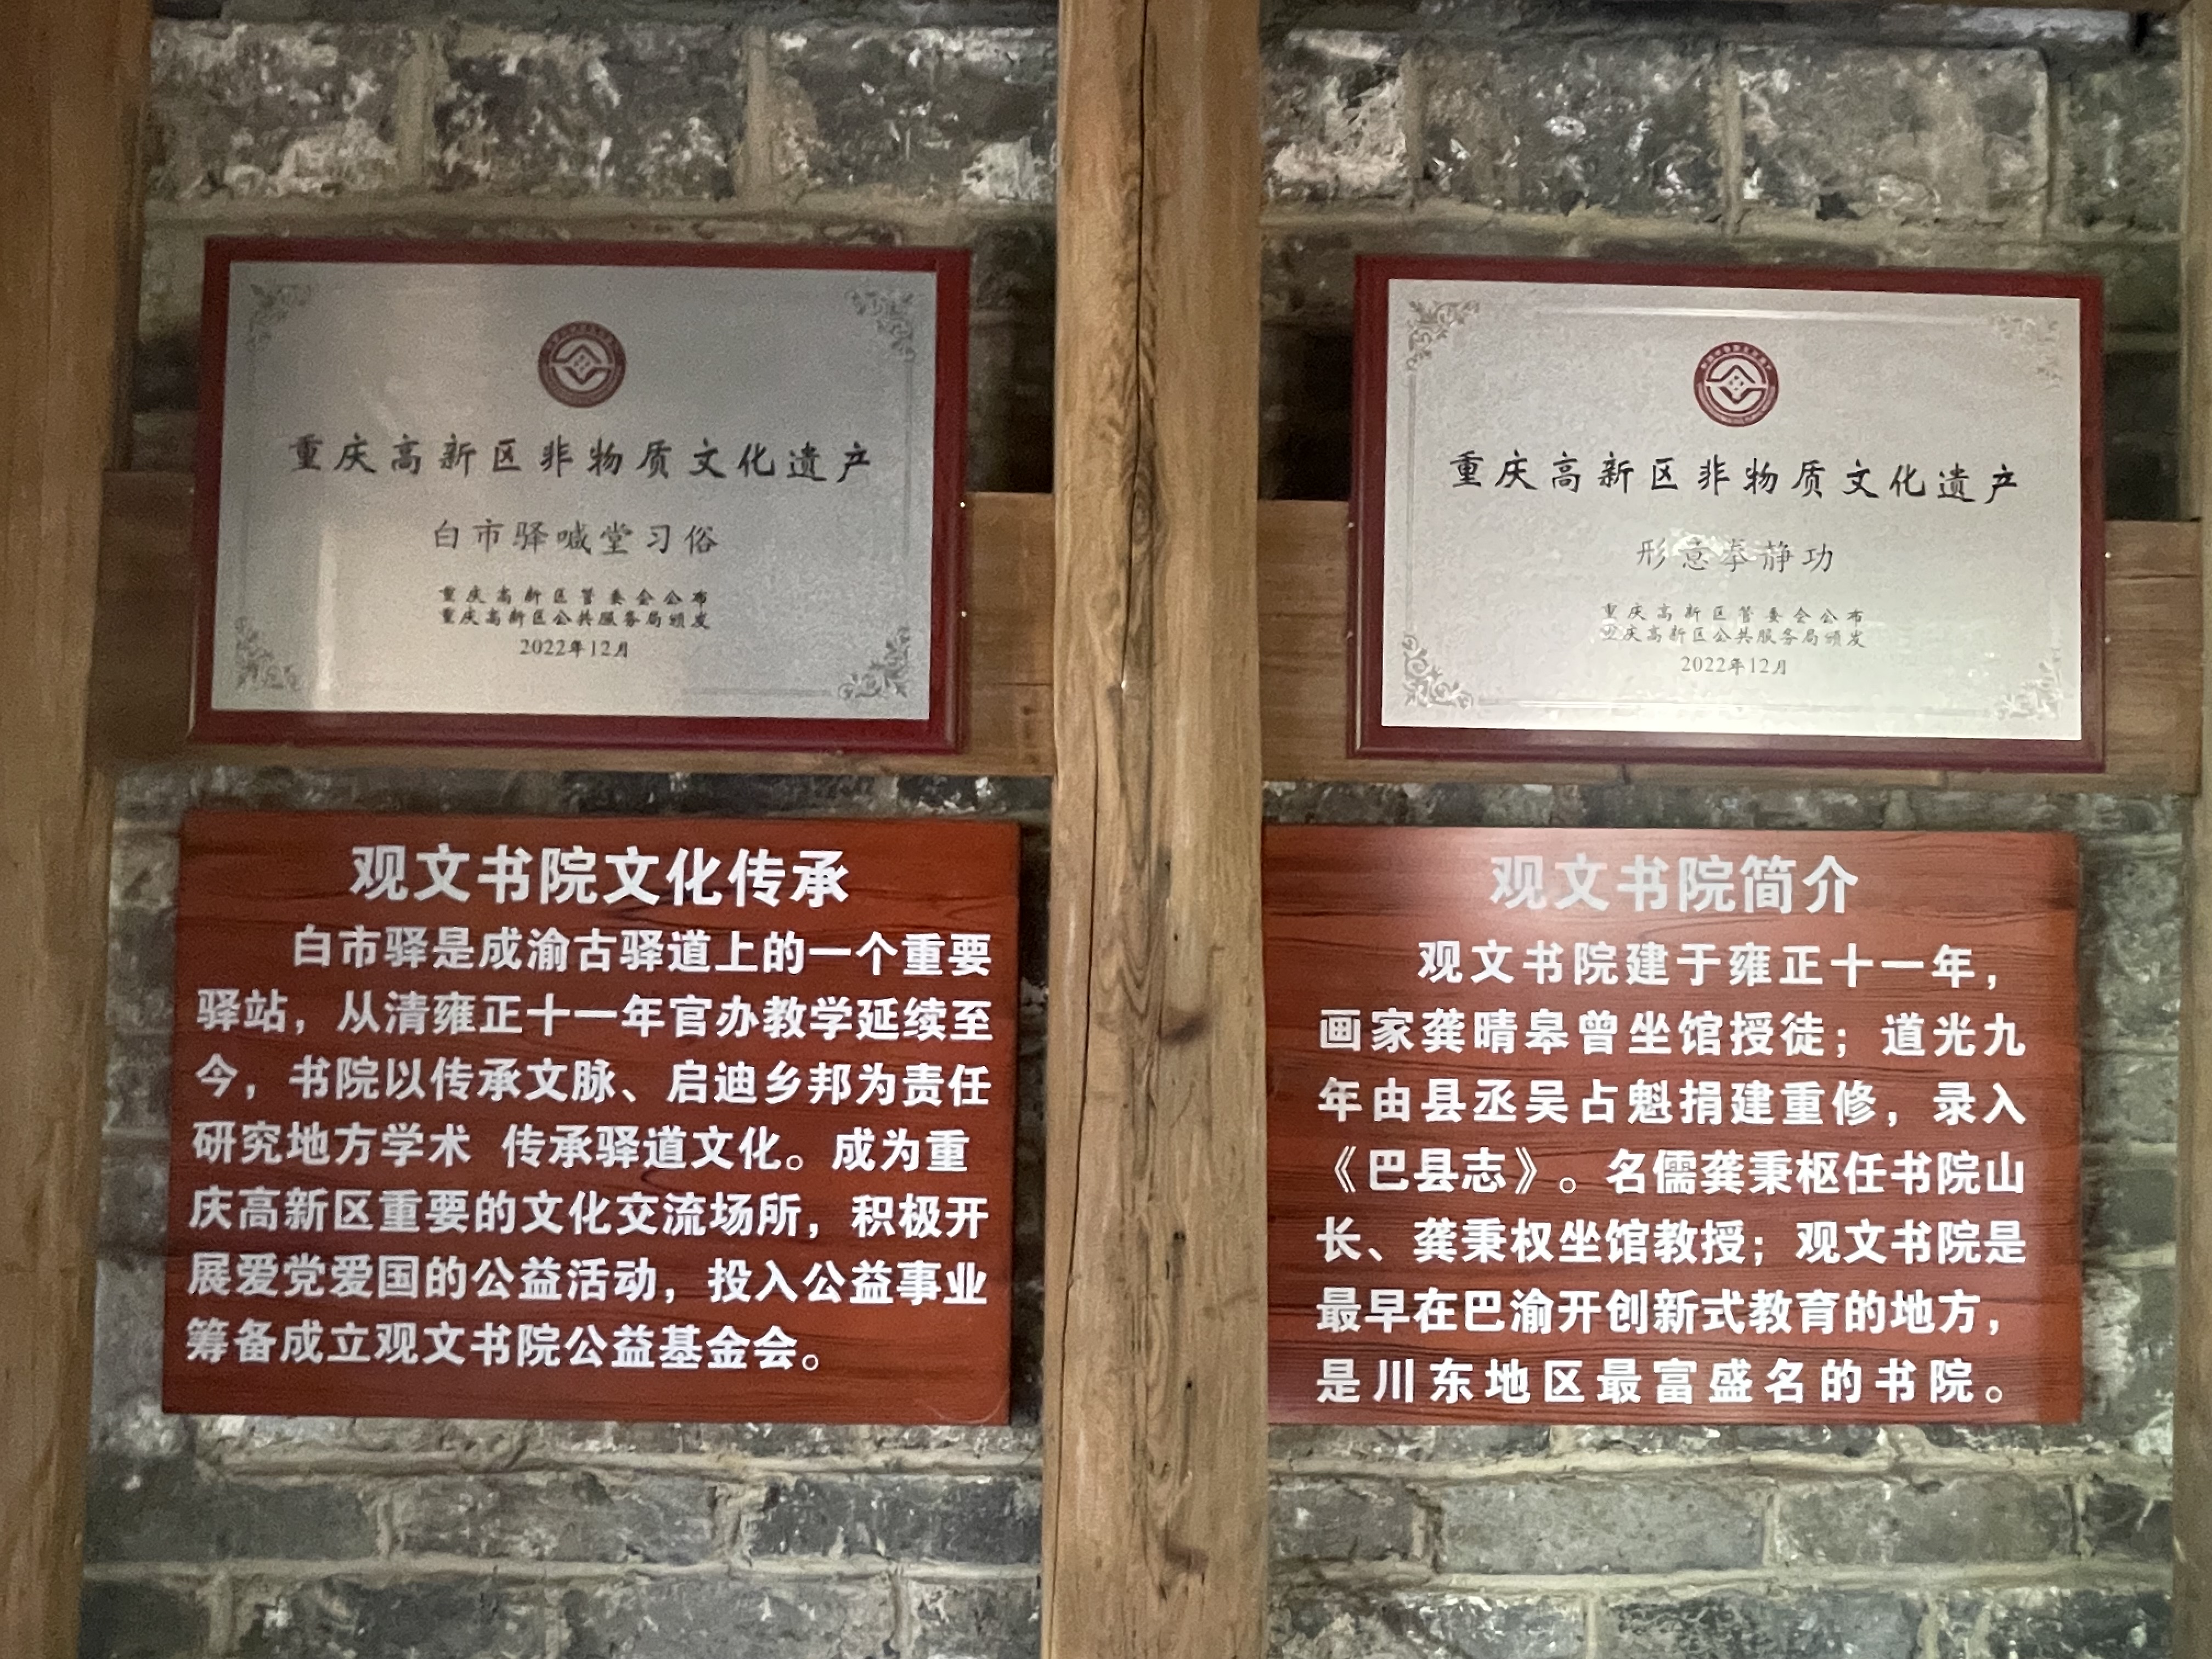 重庆高新区非物质文化遗产
白市驿喊堂习俗
重庆高新区管委会公布
重庆高新区公共服务局颁发
2022年12月
重庆高新区非物质文化遗产
形意拳静功
重庆高新区管委会公布
重庆高新区公共服务局颁发
2022年12月
观文书院文化传承
白市驿是成渝古驿道上的一个重要
驿站，从清雍正十一年官办教学延续至
今，书院以传承文脉、启迪乡邦为责任
研究地方学术 传承驿道文化。成为重
庆高新区重要的文化交流场所，积极开
展爱党爱国的公益活动，投入公益事业
筹备成立观文书院公益基金会。
观文书院简介
观文书院建于雍正十一年，
画家龚晴皋曾坐馆授徒；道光九
年由县丞吴占魁捐建重修，录入
《巴县志》。名儒龚秉枢任书院山
长、龚秉权坐馆教授；观文书院是
最早在巴渝开创新式教育的地方，
是川东地区最富盛名的书院。